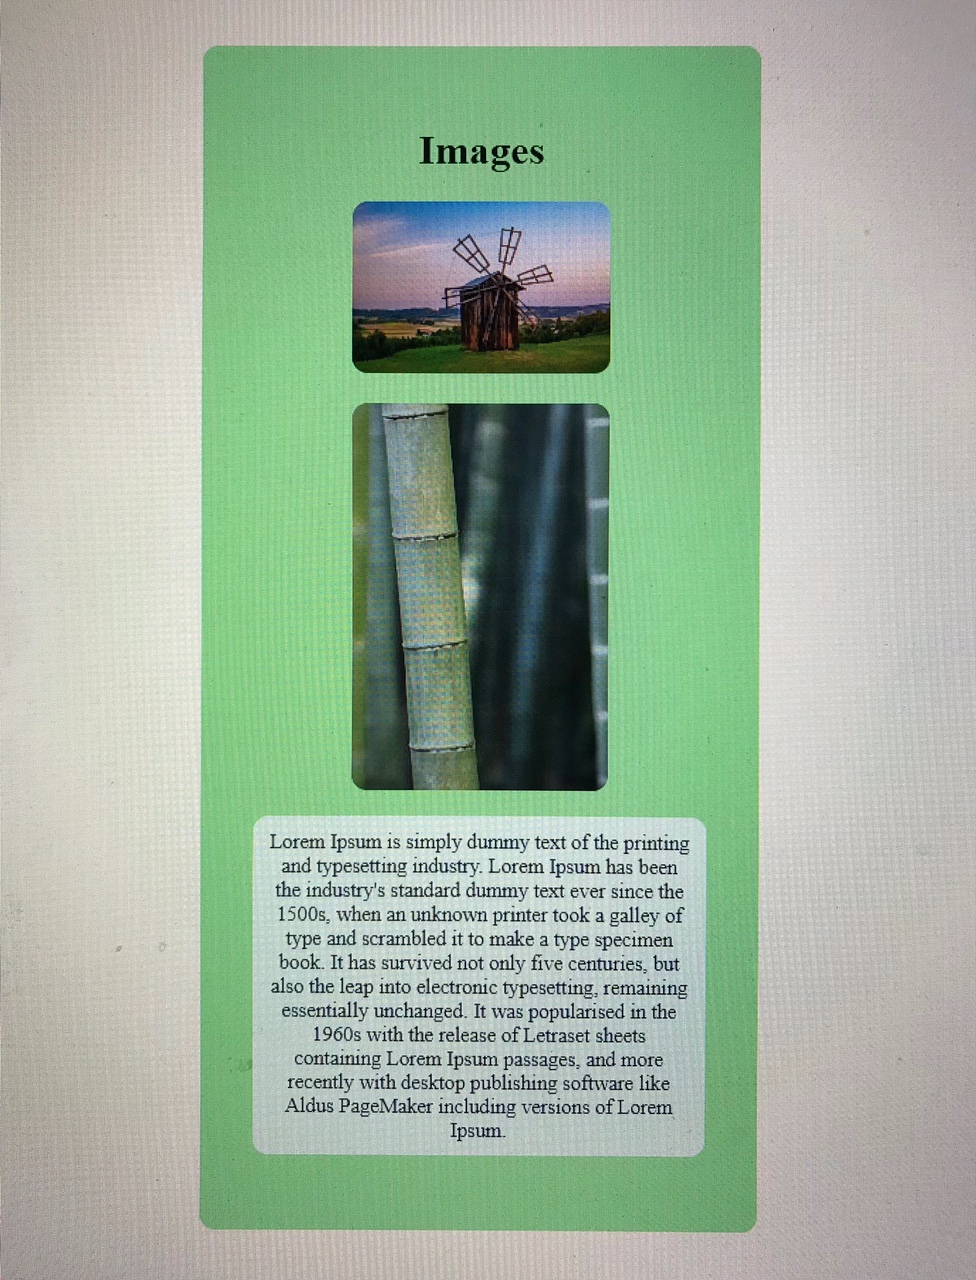 Images
Lorem Ipsum is simply dummy text of the printing
and typesetting industry. Lorem Ipsum has been
the industry's standard dummy text ever since the
1500s, when an unknown printer took a galley of
type and scrambled it to make a type specimen
book. It has survived not only five centuries, but
also the leap into electronic typesetting, remaining
essentially unchanged. It was popularised in the
1960s with the release of Letraset sheets
containing Lorem Ipsum passages, and more
recently with desktop publishing software like
Aldus PageMaker including versions of Lorem
Ipsum.